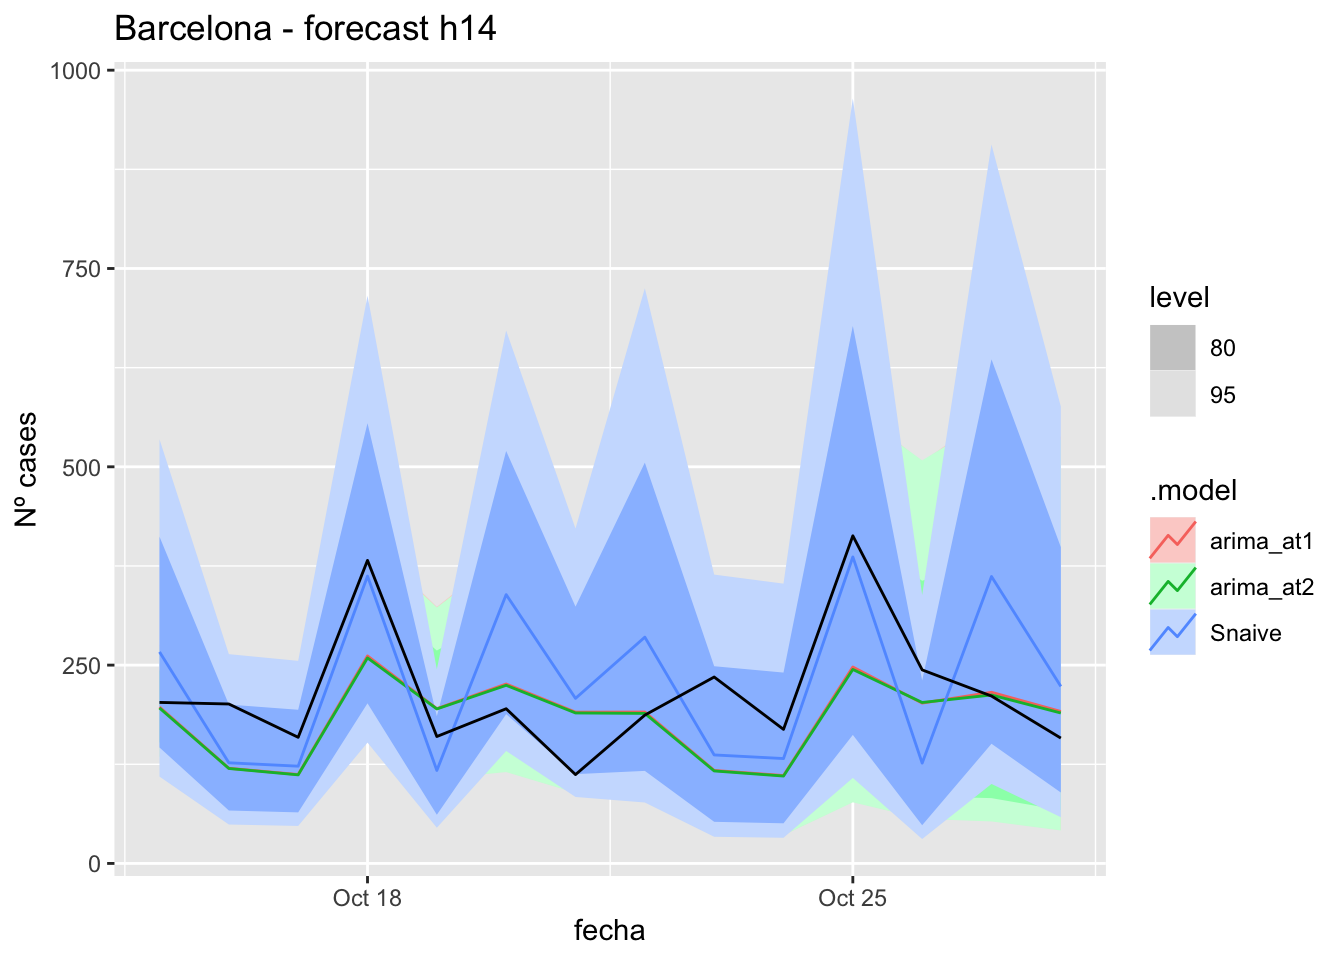 Barcelona - forecast h14
1000
750
500
250
0
Nº cases
Oct 18
Oct 25
fecha
level
80
95
.model
arima_at1
arima_at2
Snaive